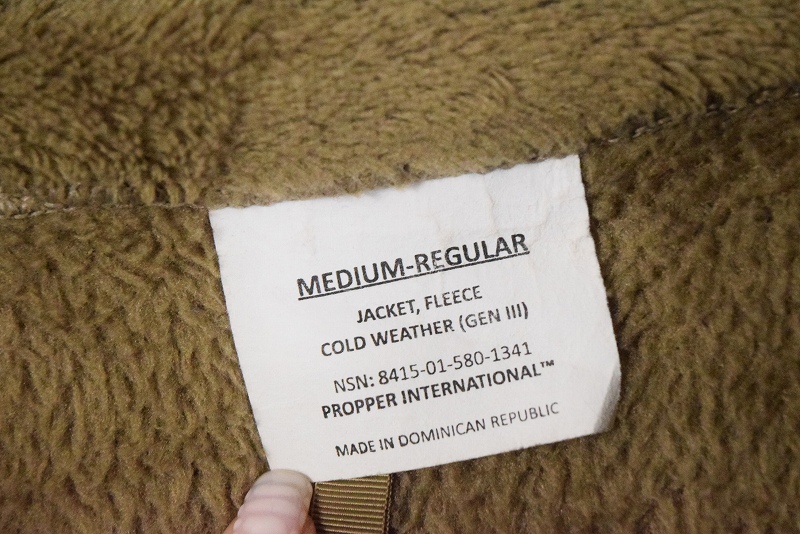 MEDIUM-REGULAR
JACKET, FLEECE
COLD WEATHER (GEN III)
NSN: 8415-01-580-1341
PROPPER INTERNATIONAL™
MADE IN DOMINICAN REPUBLIC